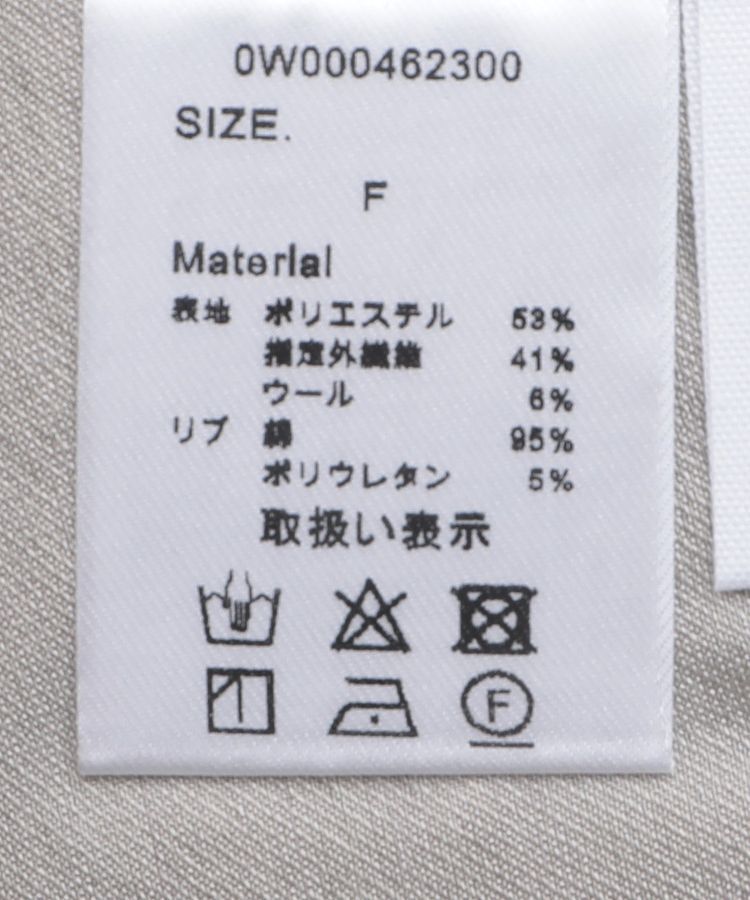 0W000462300
SIZE.
F
Material
表地 ポリエステル 53%
指定外繊維 41%
ウール 6%
リブ 綿 95%
ポリウレタン 5%
取扱い表示
F